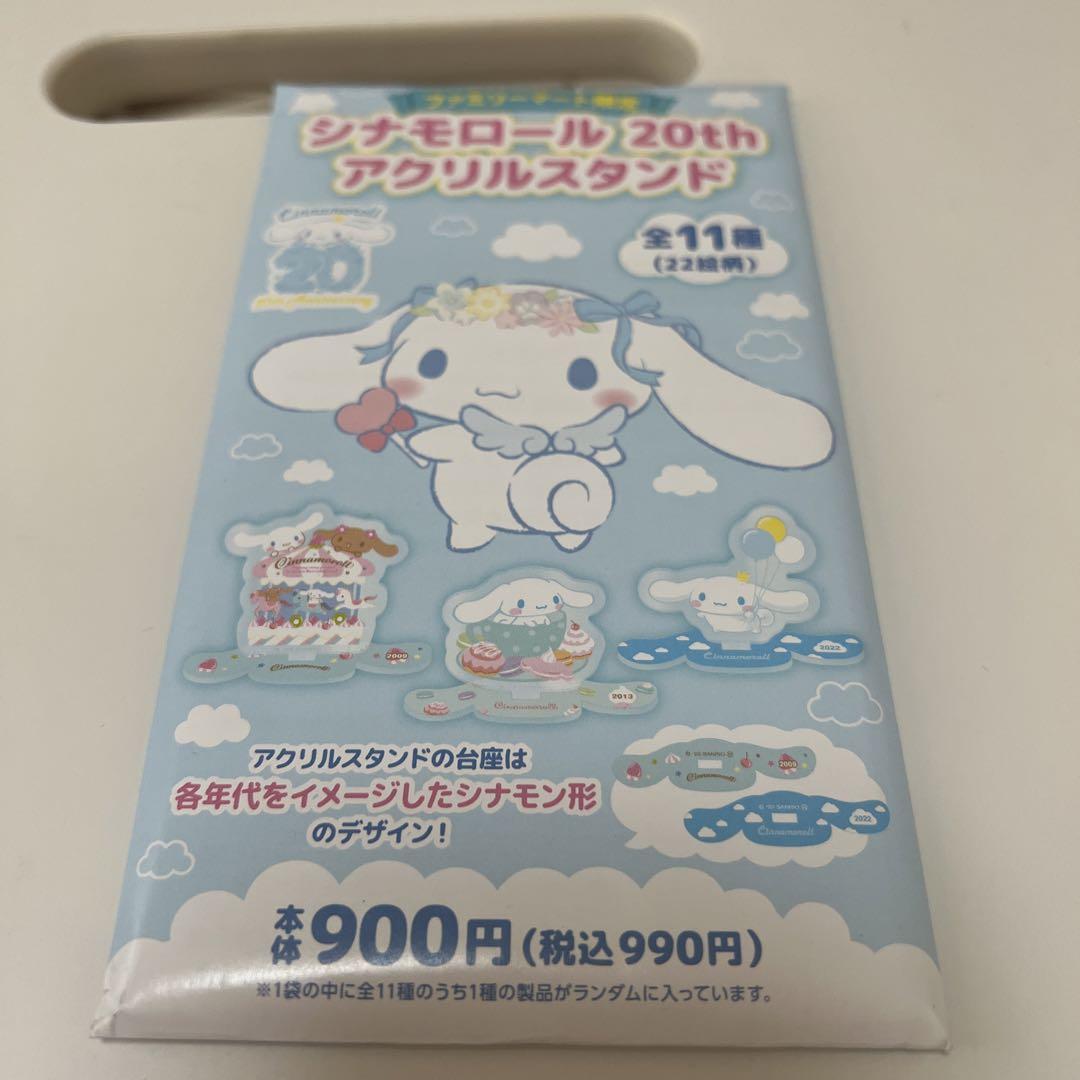 ファミリーマート限定
シナモロール 20th
アクリルスタンド
Cinnamoroll
20
20th Anniversary
全11種
(22絵柄)
Cinnamoroll
2009
Cinnamoroll
2013
Cinnamoroll
2022
Cinnamoroll
アクリルスタンドの台座は
各年代をイメージしたシナモン形
のデザイン!
2009
Cinnamoroll
2022
Cinnamoroll
本体900円(税込990円)
※1袋の中に全11種のうち1種の製品がランダムに入っています。